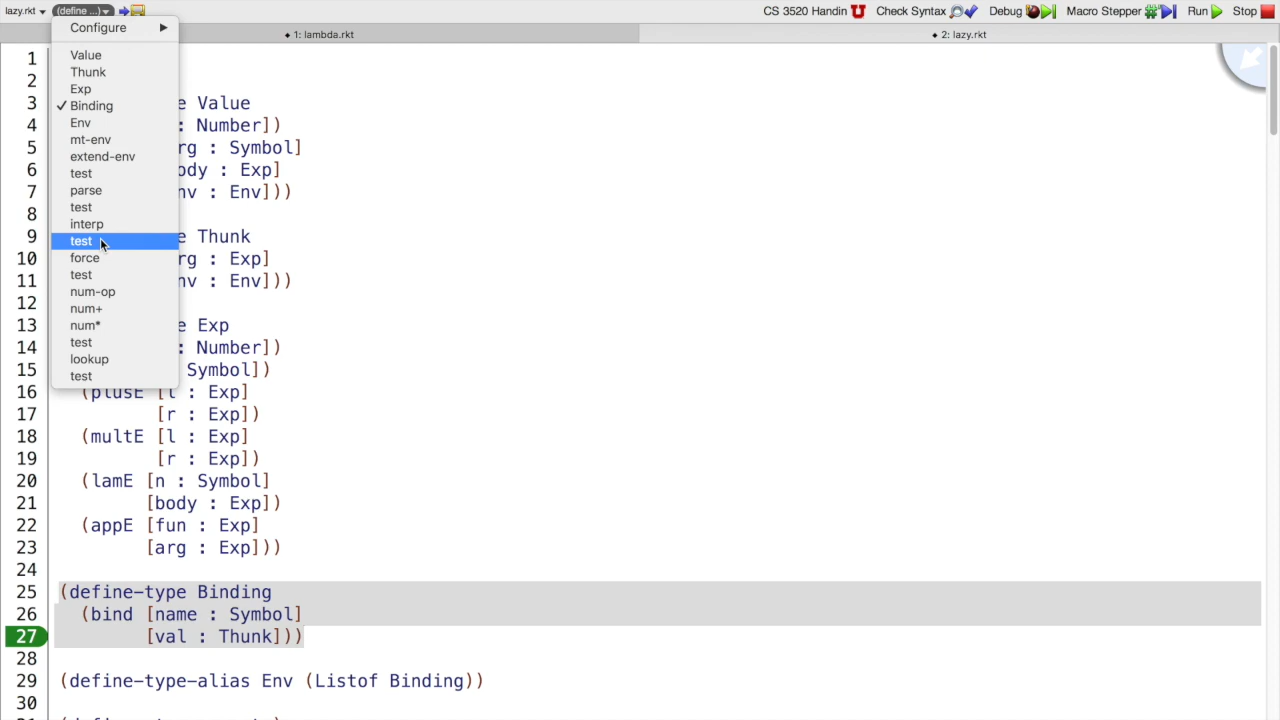 lazy.rkt (define ...) CS 3520 Handin Check Syntax Debug Macro Stepper Run Stop
1: lambda.rkt 2: lazy.rkt
Configure
Value
Thunk
Exp
✓ Binding
Env
mt-env
extend-env
test
parse
test
interp
test
force
test
num-op
num+
num*
test
lookup
test
1
2
3 e Value
4 : Number])
5 rg : Symbol]
6 ody : Exp]
7 nv : Env]))
8
9 e Thunk
10 rg : Exp]
11 nv : Env]))
12
13 e Exp
14 : Number])
15 Symbol])
16 (plusE [l : Exp]
17 [r : Exp])
18 (multE [l : Exp]
19 [r : Exp])
20 (lamE [n : Symbol]
21 [body : Exp])
22 (appE [fun : Exp]
23 [arg : Exp]))
24
25 (define-type Binding
26 (bind [name : Symbol]
27 [val : Thunk]))
28
29 (define-type-alias Env (Listof Binding))
30